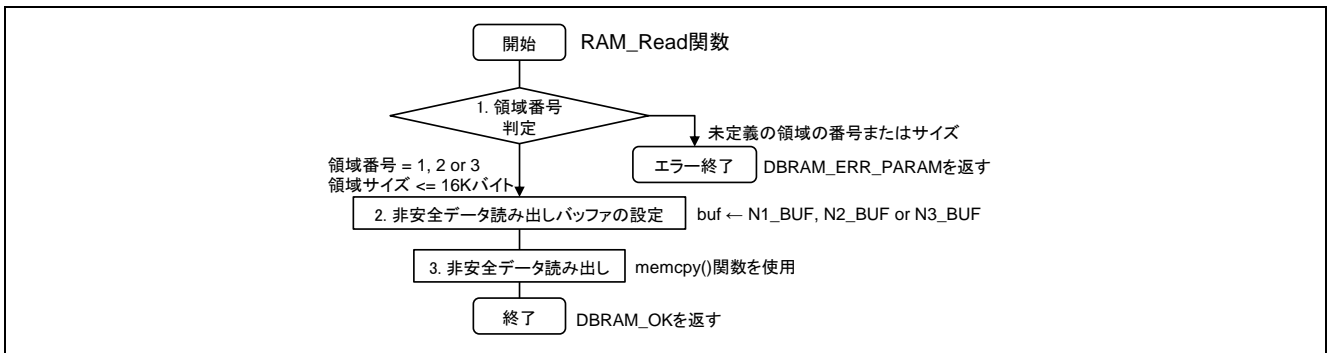 開始
RAM_Read関数
1. 領域番号
判定
未定義の領域の番号またはサイズ
エラー終了
DBRAM_ERR_PARAMを返す
領域番号 = 1, 2 or 3
領域サイズ <= 16Kバイト
2. 非安全データ読み出しバッファの設定
buf ← N1_BUF, N2_BUF or N3_BUF
3. 非安全データ読み出し
memcpy()関数を使用
終了
DBRAM_OKを返す